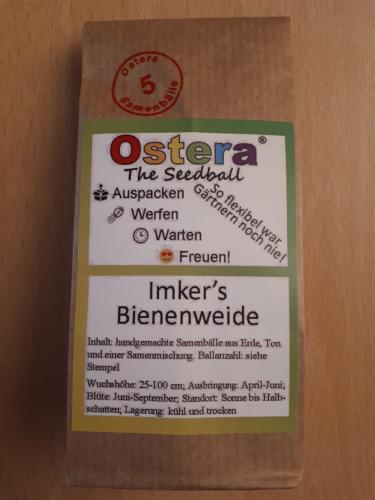 Ostera
5
Samenbälle
Ostera®
The Seedball
Auspacken
Werfen
Warten
Freuen!
So flexibel war
Gärtnern noch nie!
Imker's
Bienenweide
Inhalt: handgemachte Samenbälle aus Erde, Ton
und einer Samenmischung. Ballanzahl: siehe
Stempel
Wuchshöhe: 25-100 cm; Ausbringung: April-Juni;
Blüte: Juni-September; Standort: Sonne bis Halb-
schatten; Lagerung: kühl und trocken